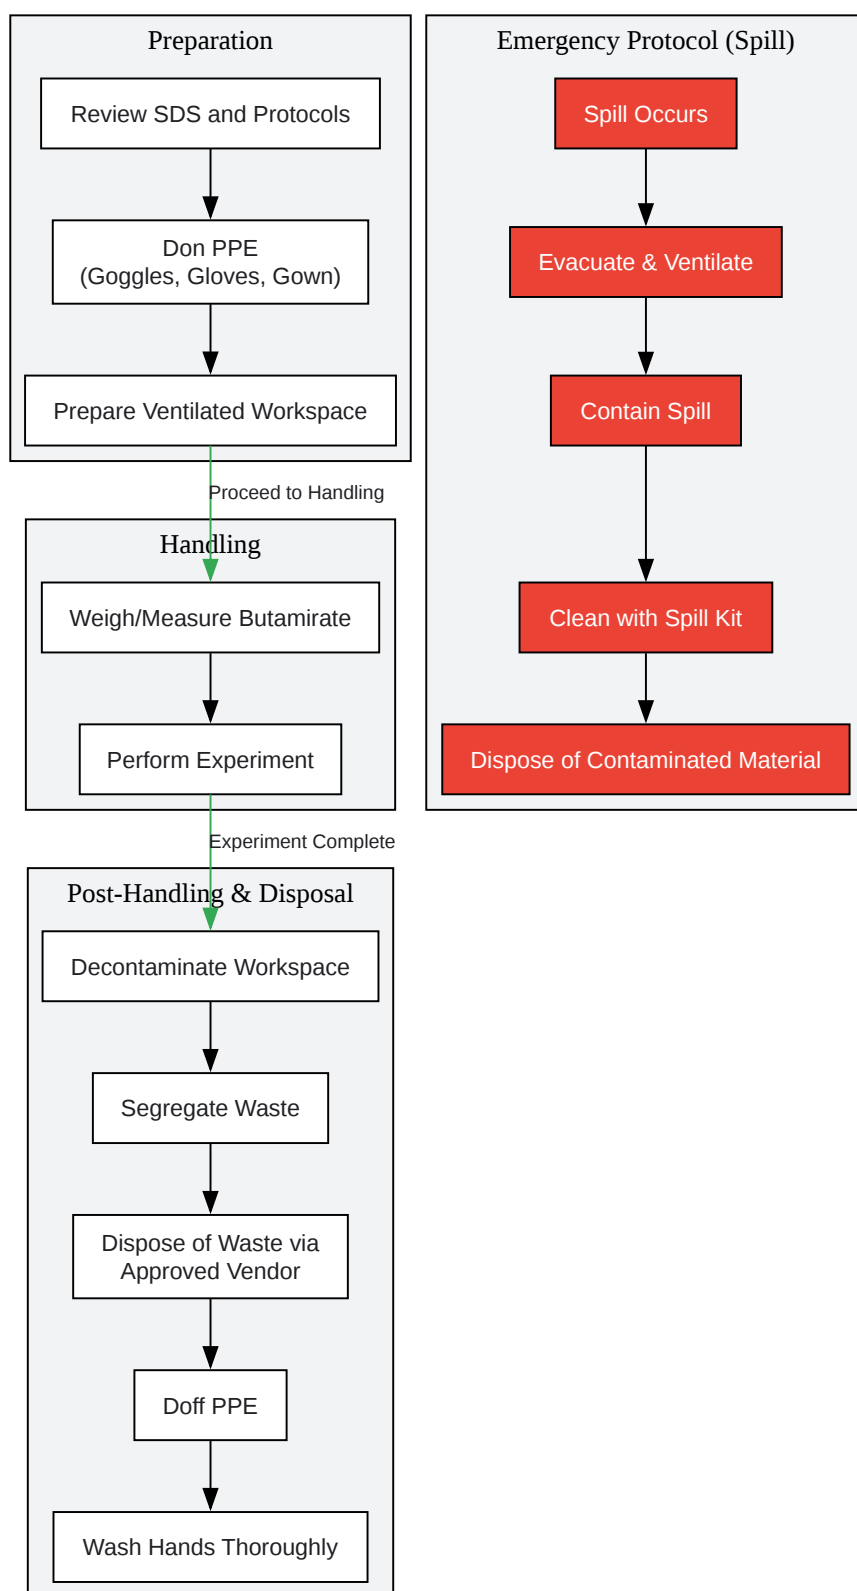 Preparation
Review SDS and Protocols
Don PPE
(Goggles, Gloves, Gown)
Prepare Ventilated Workspace
Proceed to Handling
Handling
Weigh/Measure Butamirate
Perform Experiment
Experiment Complete
Post-Handling & Disposal
Decontaminate Workspace
Segregate Waste
Dispose of Waste via
Approved Vendor
Doff PPE
Wash Hands Thoroughly
Emergency Protocol (Spill)
Spill Occurs
Evacuate & Ventilate
Contain Spill
Clean with Spill Kit
Dispose of Contaminated Material